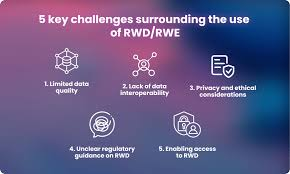 5 key challenges surrounding the use
of RWD/RWE
1. Limited data
quality
2. Lack of data
interoperability
3. Privacy and ethical
considerations
4. Unclear regulatory
guidance on RWD
5. Enabling access
to RWD